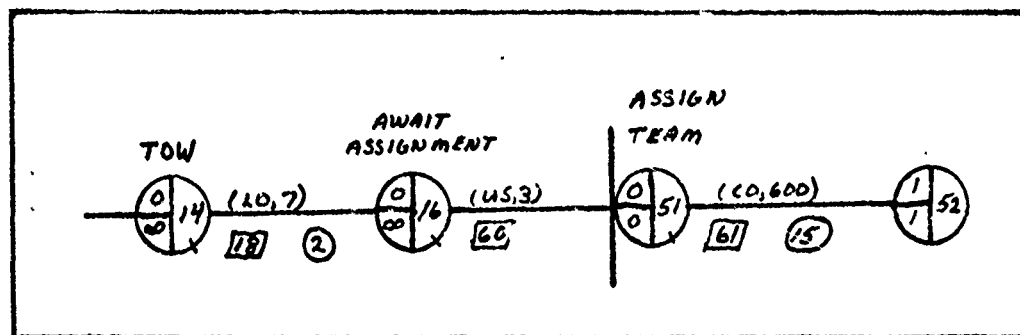 ASSIGN
TEAM
AWAIT
ASSIGNMENT
TOW
0 ∞ 14
(LO,7)
18
2
0 ∞ 16
(US,3)
60
0 0 51
(CO,600)
61
15
1 1 52